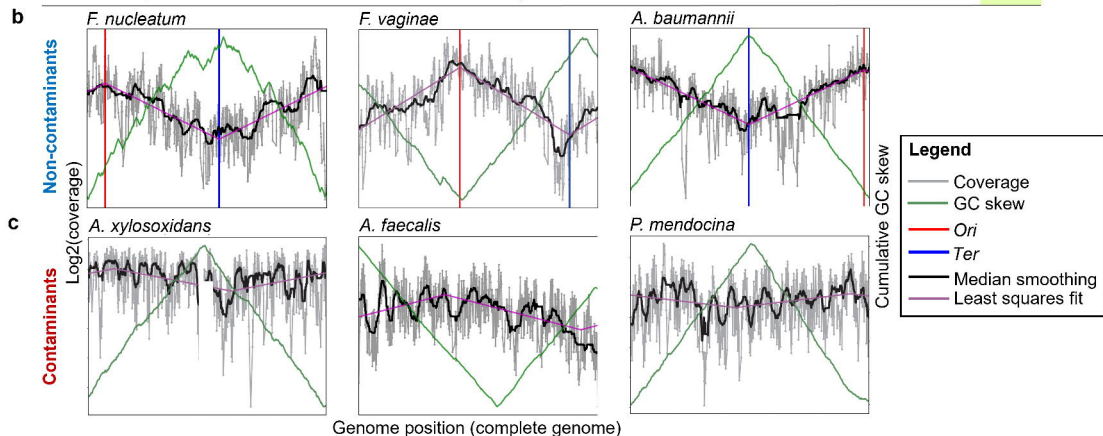 b
F. nucleatum
F. vaginae
A. baumannii
Non-contaminants
Log2(coverage)
Cumulative GC skew
Legend
Coverage
GC skew
Ori
Ter
Median smoothing
Least squares fit
c
A. xylosoxidans
A. faecalis
P. mendocina
Contaminants
Genome position (complete genome)